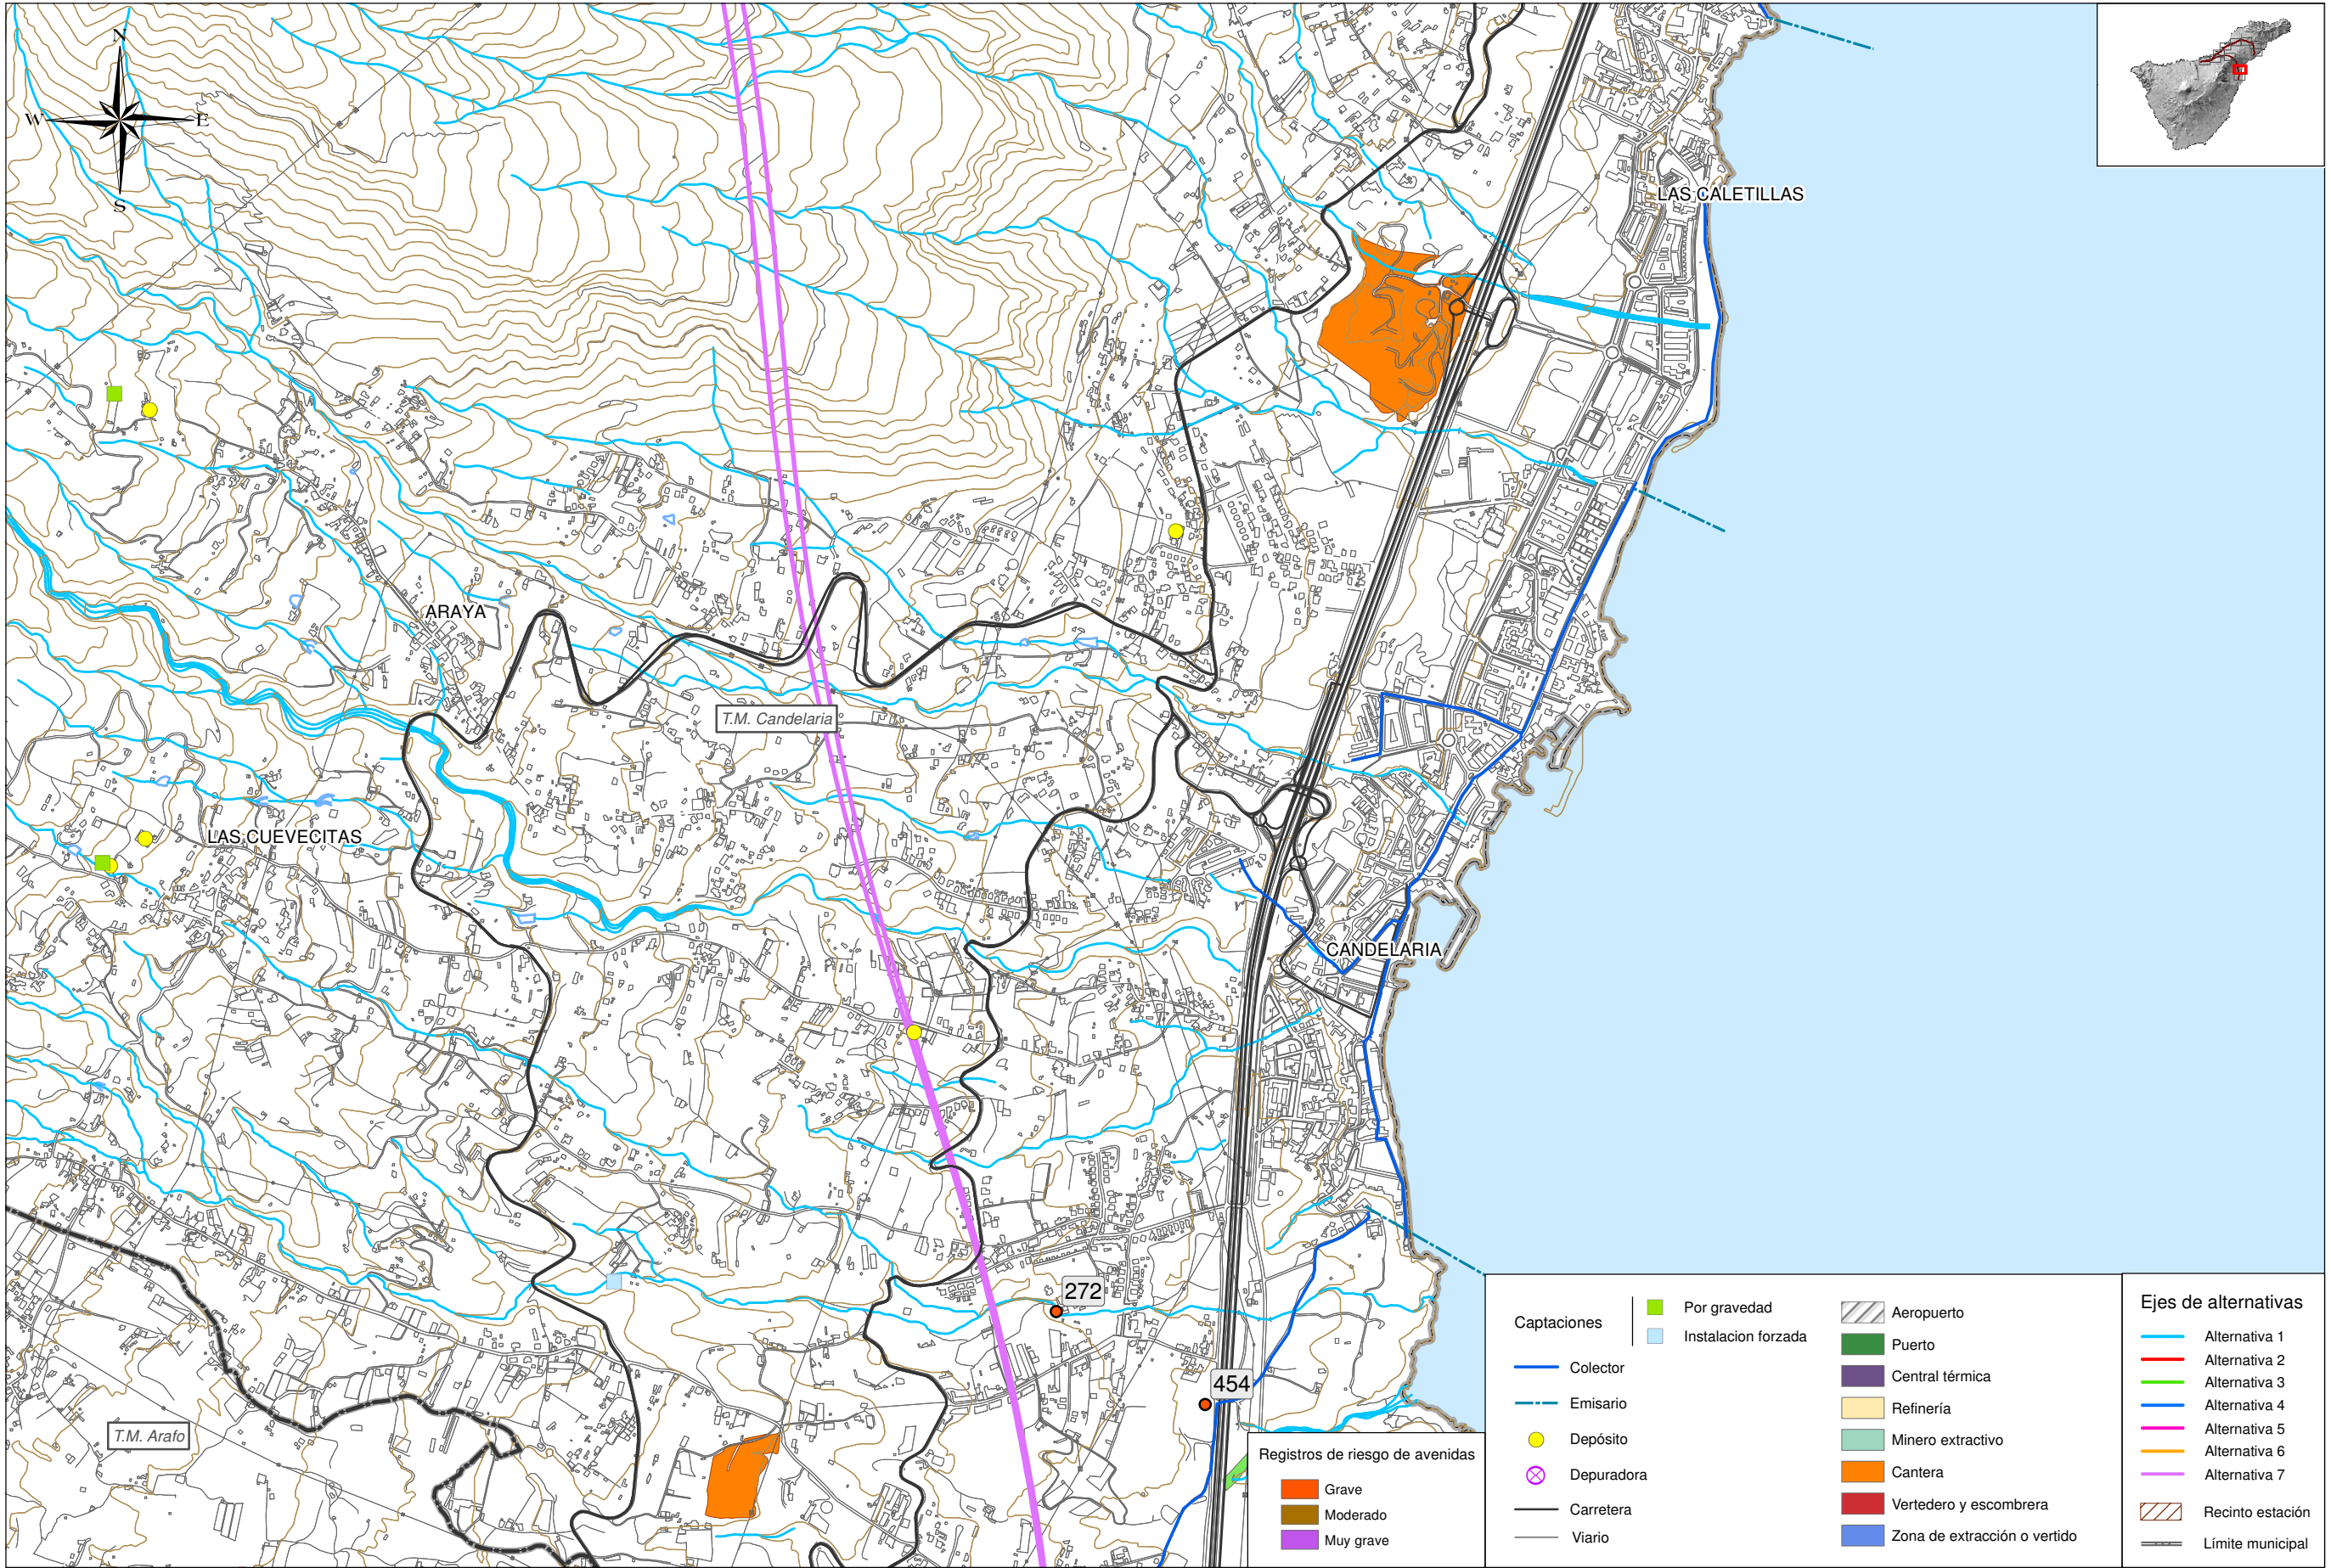 N
W
E
S
LAS CALETILLAS
ARAYA
T.M. Candelaria
LAS CUEVECITAS
CANDELARIA
272
454
T.M. Arafo
Registros de riesgo de avenidas
Grave
Moderado
Muy grave
Captaciones
Por gravedad
Instalacion forzada
Colector
Emisario
Depósito
Depuradora
Carretera
Viario
Aeropuerto
Puerto
Central térmica
Refinería
Minero extractivo
Cantera
Vertedero y escombrera
Zona de extracción o vertido
Ejes de alternativas
Alternativa 1
Alternativa 2
Alternativa 3
Alternativa 4
Alternativa 5
Alternativa 6
Alternativa 7
Recinto estación
Límite municipal